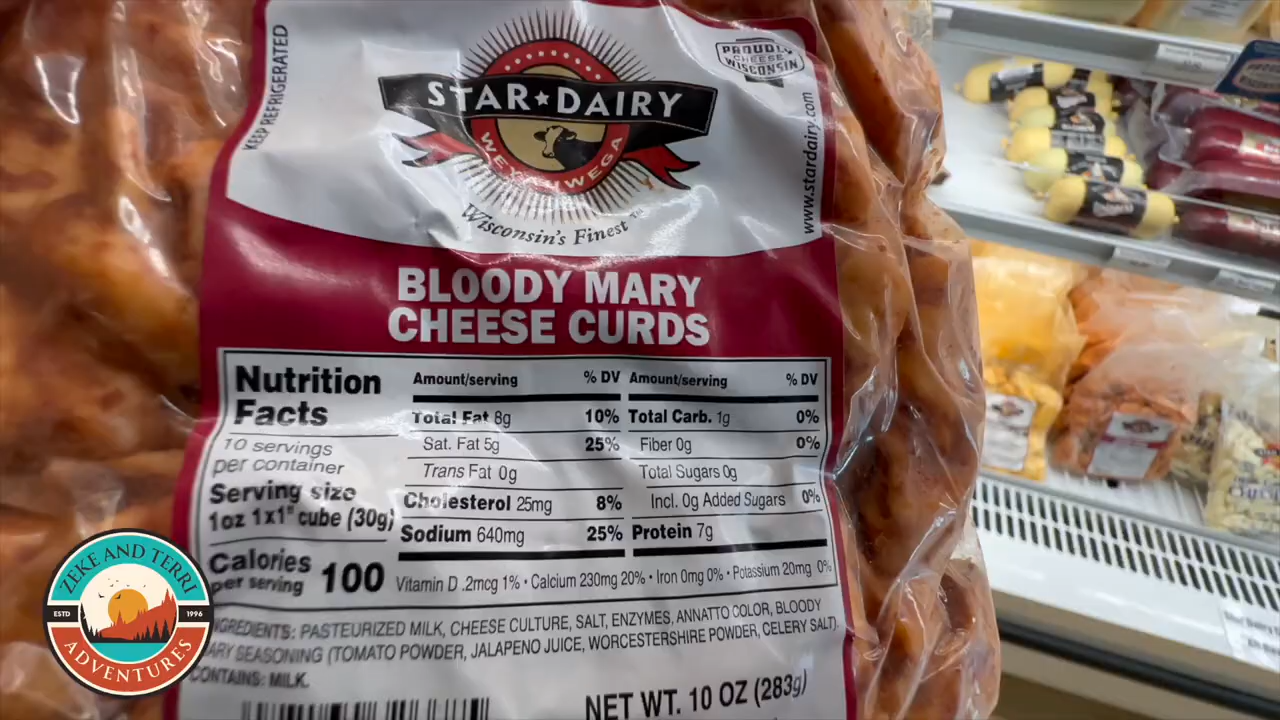 KEEP REFRIGERATED
STAR★DAIRY
WEYAUWEGA
Wisconsin's Finest™
PROUDLY
WISCONSIN
CHEESE
www.stardairy.com
BLOODY MARY
CHEESE CURDS
Nutrition
Facts
10 servings
per container
Serving size
1oz 1x1" cube (30g)
Calories
per serving 100
Amount/serving % DV
Total Fat 8g 10%
Sat. Fat 5g 25%
Trans Fat 0g
Cholesterol 25mg 8%
Sodium 640mg 25%
Amount/serving % DV
Total Carb. 1g 0%
Fiber 0g 0%
Total Sugars 0g
Incl. 0g Added Sugars 0%
Protein 7g
Vitamin D .2mcg 1% • Calcium 230mg 20% • Iron 0mg 0% • Potassium 20mg 0%
INGREDIENTS: PASTEURIZED MILK, CHEESE CULTURE, SALT, ENZYMES, ANNATTO COLOR, BLOODY
MARY SEASONING (TOMATO POWDER, JALAPENO JUICE, WORCESTERSHIRE POWDER, CELERY SALT).
CONTAINS: MILK.
NET WT. 10 OZ (283g)
ZEKE AND TERRI
ESTD 1996
ADVENTURES